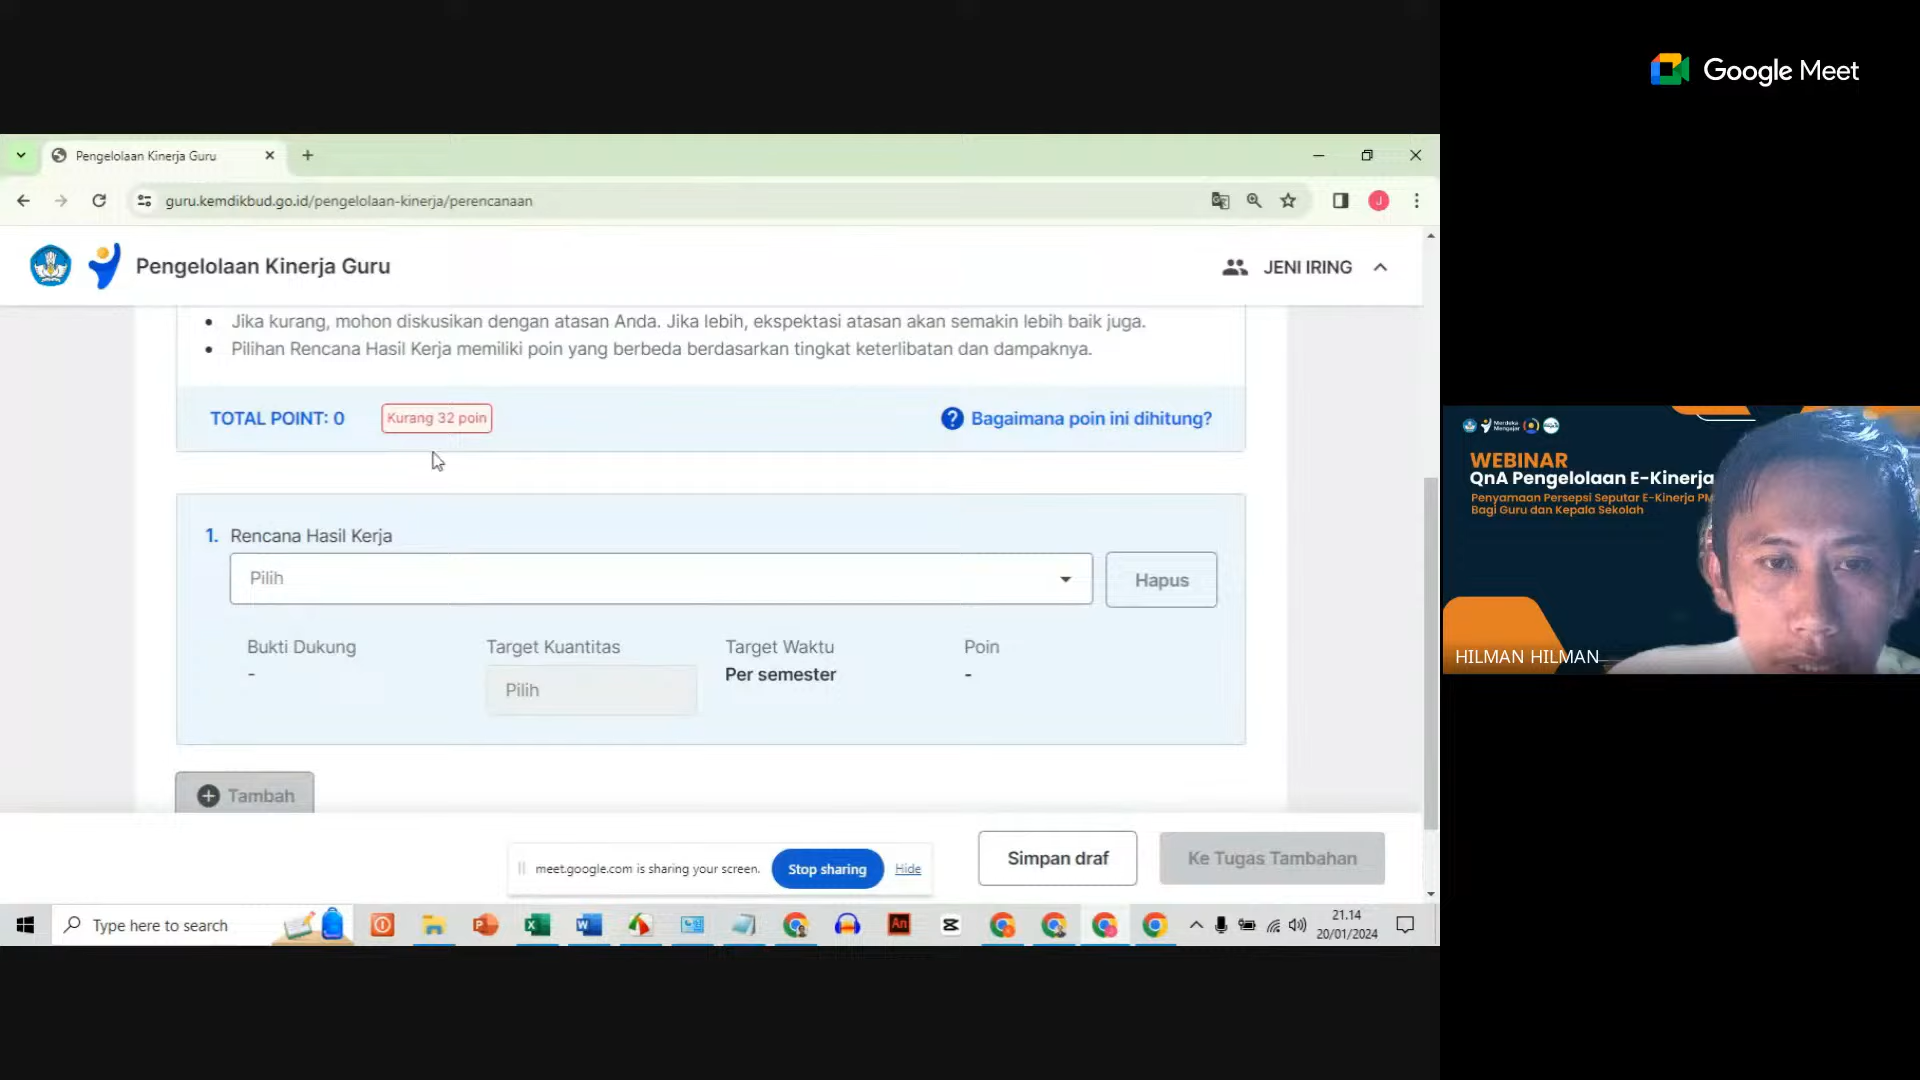 Google Meet
Pengelolaan Kinerja Guru
guru.kemdikbud.go.id/pengelolaan-kinerja/perencanaan
J
Pengelolaan Kinerja Guru
JENI IRING
Jika kurang, mohon diskusikan dengan atasan Anda. Jika lebih, ekspektasi atasan akan semakin lebih baik juga.
Pilihan Rencana Hasil Kerja memiliki poin yang berbeda berdasarkan tingkat keterlibatan dan dampaknya.
TOTAL POINT: 0
Kurang 32 poin
Bagaimana poin ini dihitung?
1. Rencana Hasil Kerja
Pilih
Hapus
Bukti Dukung
Target Kuantitas
Target Waktu
Poin
-
Pilih
Per semester
-
Tambah
meet.google.com is sharing your screen.
Stop sharing
Hide
Simpan draf
Ke Tugas Tambahan
Type here to search
An
21.14
20/01/2024
Merdeka
Mengajar
WEBINAR
QnA Pengelolaan E-Kinerja
Penyamaan Persepsi Seputar E-Kinerja
Bagi Guru dan Kepala Sekolah
HILMAN HILMAN